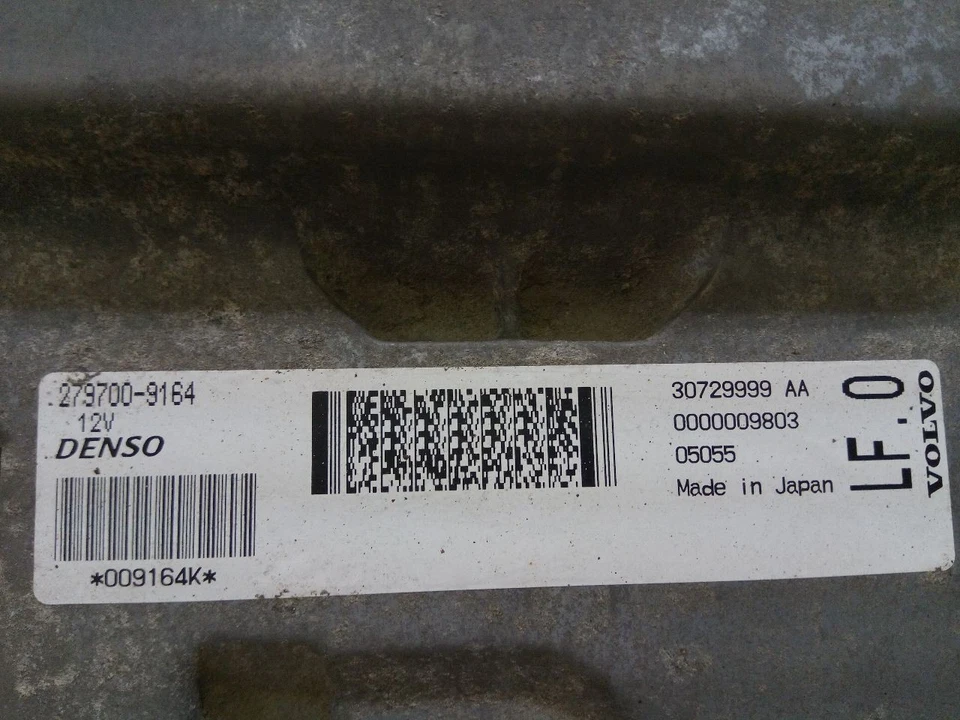 279700-9164
12V
DENSO
*009164K*
30729999 AA
0000009803
05055
Made in Japan
LF.0
VOLVO